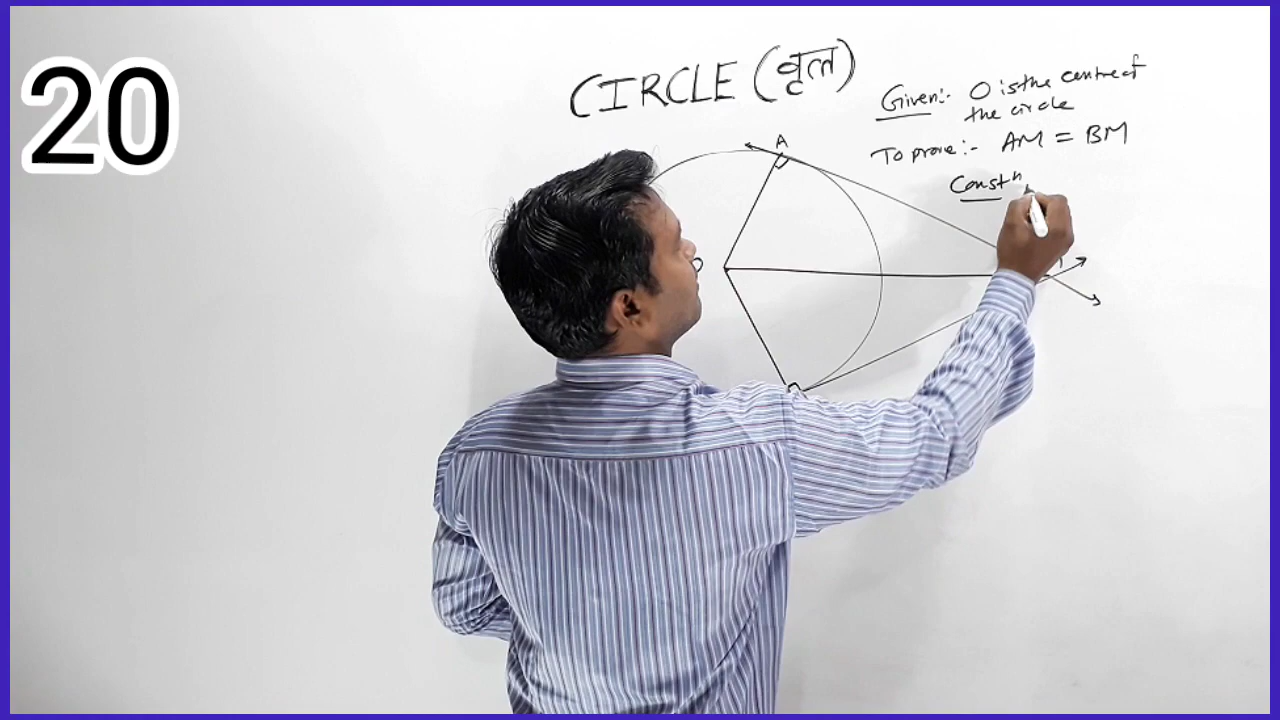 20
CIRCLE (वृत्त)
Given:- O is the centre of
the circle
To prove:- AM = BM
Constⁿ
A
O